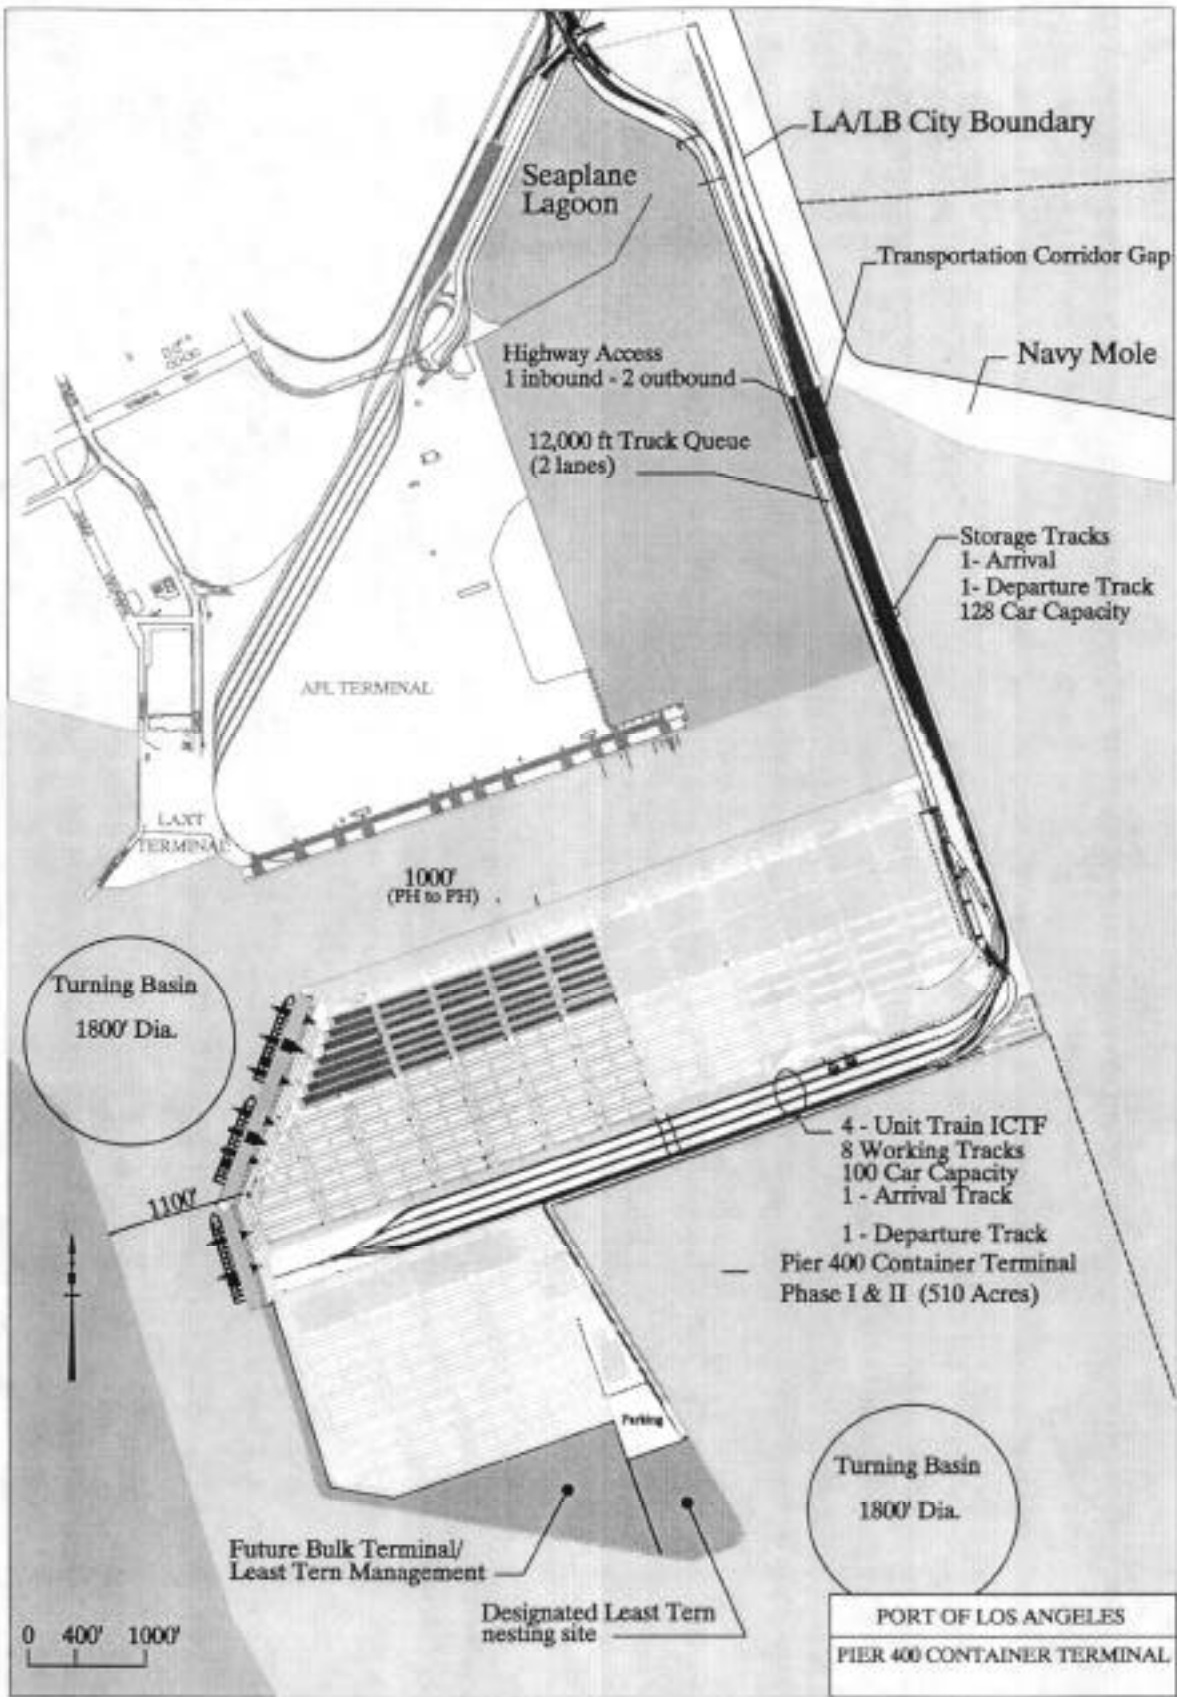 LA/LB City Boundary
Seaplane
Lagoon
Transportation Corridor Gap
Highway Access
1 inbound - 2 outbound
Navy Mole
12,000 ft Truck Queue
(2 lanes)
Storage Tracks
1- Arrival
1- Departure Track
128 Car Capacity
APL TERMINAL
LAXT
TERMINAL
1000'
(PH to PH)
Turning Basin
1800' Dia.
4 - Unit Train ICTF
8 Working Tracks
100 Car Capacity
1 - Arrival Track
1 - Departure Track
1100'
Pier 400 Container Terminal
Phase I & II (510 Acres)
Parking
Turning Basin
1800' Dia.
Future Bulk Terminal/
Least Tern Management
Designated Least Tern
nesting site
0 400' 1000'
PORT OF LOS ANGELES
PIER 400 CONTAINER TERMINAL